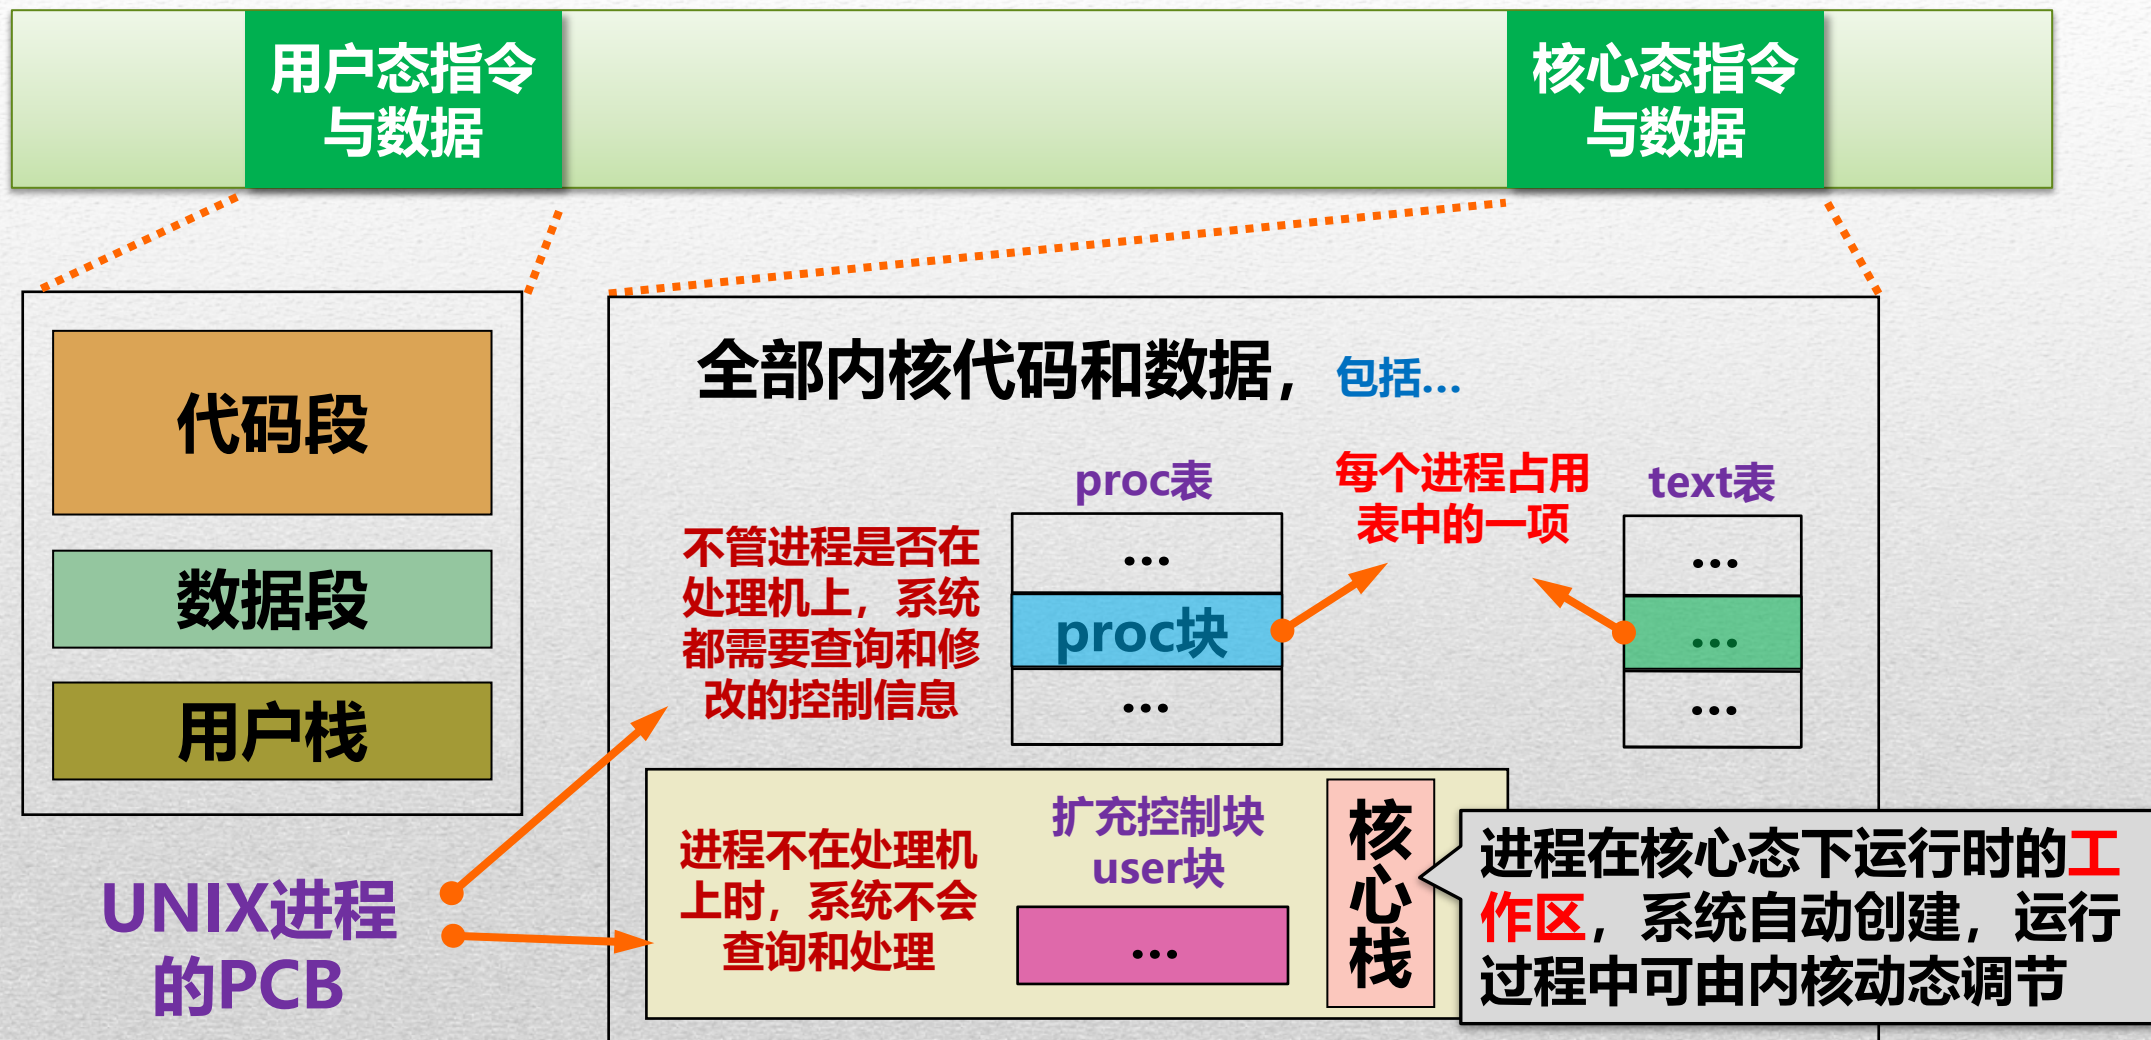 用户态指令
与数据
核心态指令
与数据
代码段
数据段
用户栈
UNIX进程
的PCB
全部内核代码和数据，包括…
proc表
每个进程占用
表中的一项
text表
不管进程是否在
处理机上，系统
都需要查询和修
改的控制信息
…
proc块
…
…
…
…
进程不在处理机
上时，系统不会
查询和处理
扩充控制块
user块
…
核
心
栈
进程在核心态下运行时的工
作区，系统自动创建，运行
过程中可由内核动态调节